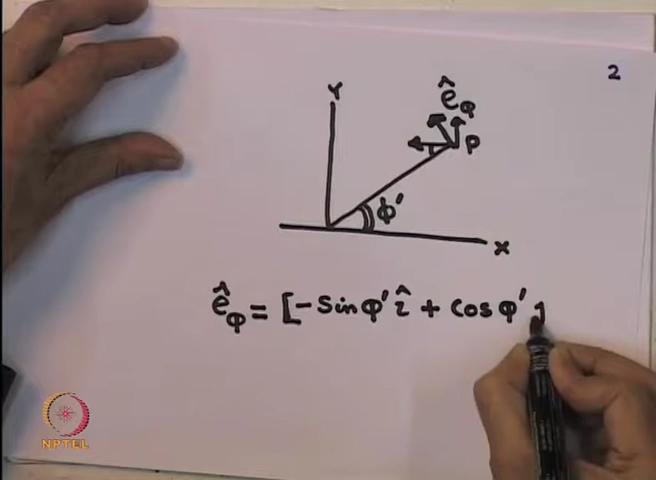 2
Y
ê_φ
P
φ'
X
ê_φ = [- Sin φ' î + Cos φ' j
NPTEL